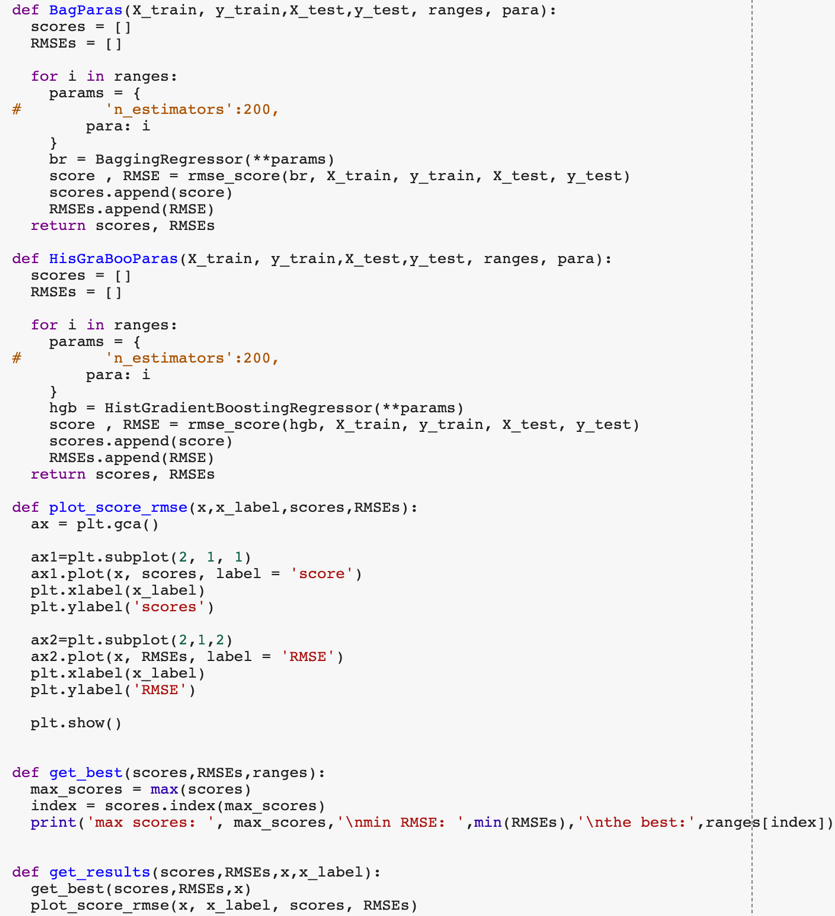 def BagParas(X_train, y_train,X_test,y_test, ranges, para):
  scores = []
  RMSEs = []

  for i in ranges:
    params = {
#         'n_estimators':200,
        para: i
    }
    br = BaggingRegressor(**params)
    score , RMSE = rmse_score(br, X_train, y_train, X_test, y_test)
    scores.append(score)
    RMSEs.append(RMSE)
  return scores, RMSEs

def HisGraBooParas(X_train, y_train,X_test,y_test, ranges, para):
  scores = []
  RMSEs = []

  for i in ranges:
    params = {
#         'n_estimators':200,
        para: i
    }
    hgb = HistGradientBoostingRegressor(**params)
    score , RMSE = rmse_score(hgb, X_train, y_train, X_test, y_test)
    scores.append(score)
    RMSEs.append(RMSE)
  return scores, RMSEs

def plot_score_rmse(x,x_label,scores,RMSEs):
  ax = plt.gca()

  ax1=plt.subplot(2, 1, 1)
  ax1.plot(x, scores, label = 'score')
  plt.xlabel(x_label)
  plt.ylabel('scores')

  ax2=plt.subplot(2,1,2)
  ax2.plot(x, RMSEs, label = 'RMSE')
  plt.xlabel(x_label)
  plt.ylabel('RMSE')

  plt.show()


def get_best(scores,RMSEs,ranges):
  max_scores = max(scores)
  index = scores.index(max_scores)
  print('max scores: ', max_scores,'\nmin RMSE: ',min(RMSEs),'\nthe best:',ranges[index])


def get_results(scores,RMSEs,x,x_label):
  get_best(scores,RMSEs,x)
  plot_score_rmse(x, x_label, scores, RMSEs)